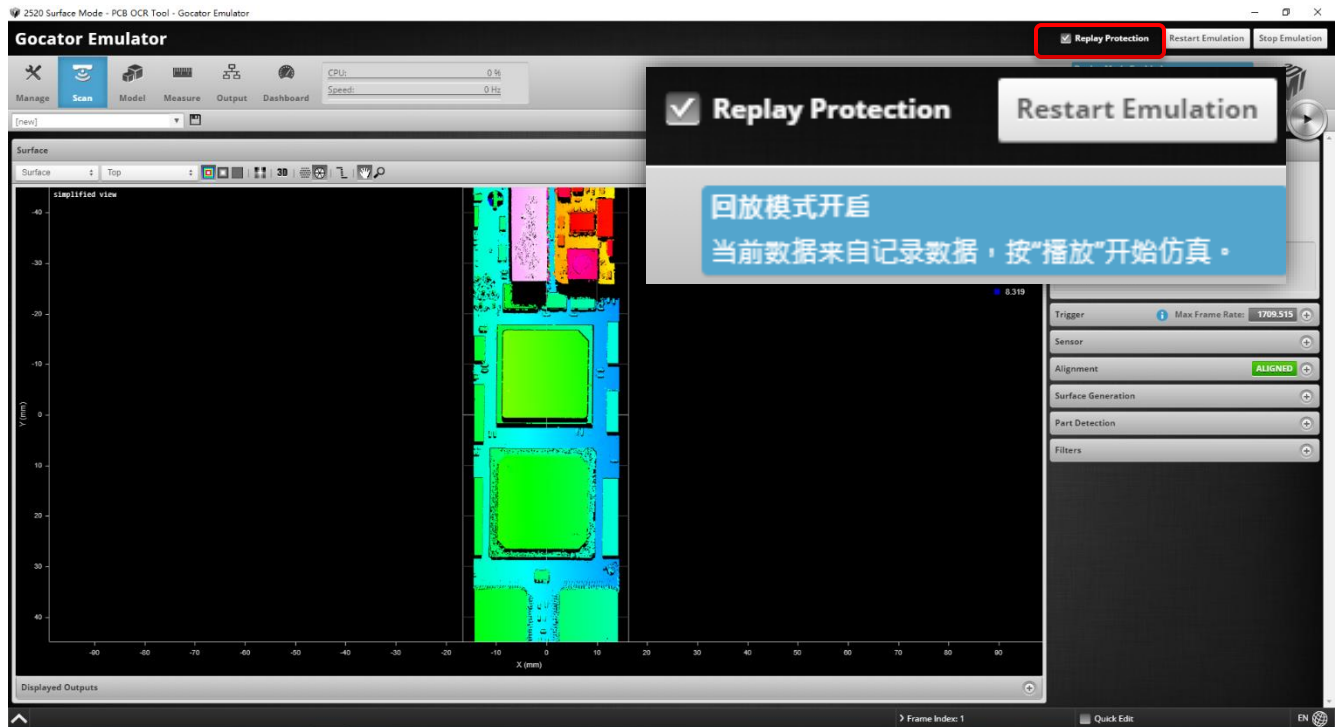 2520 Surface Mode - PCB OCR Tool - Gocator Emulator
Gocator Emulator
Replay Protection
Restart Emulation
Stop Emulation
Manage
Scan
Model
Measure
Output
Dashboard
CPU: 0 %
Speed: 0 Hz
[new]
Replay Protection
Restart Emulation
回放模式开启
当前数据来自记录数据，按“播放”开始仿真。
Surface
Surface
Top
3D
simplified view
8.319
-40
-30
-20
-10
0
10
20
30
40
Y (mm)
-90 -80 -70 -60 -50 -40 -30 -20 -10 0 10 20 30 40 50 60 70 80 90
X (mm)
Trigger
Max Frame Rate: 1709.515
Sensor
Alignment
ALIGNED
Surface Generation
Part Detection
Filters
Displayed Outputs
Frame Index: 1
Quick Edit
EN